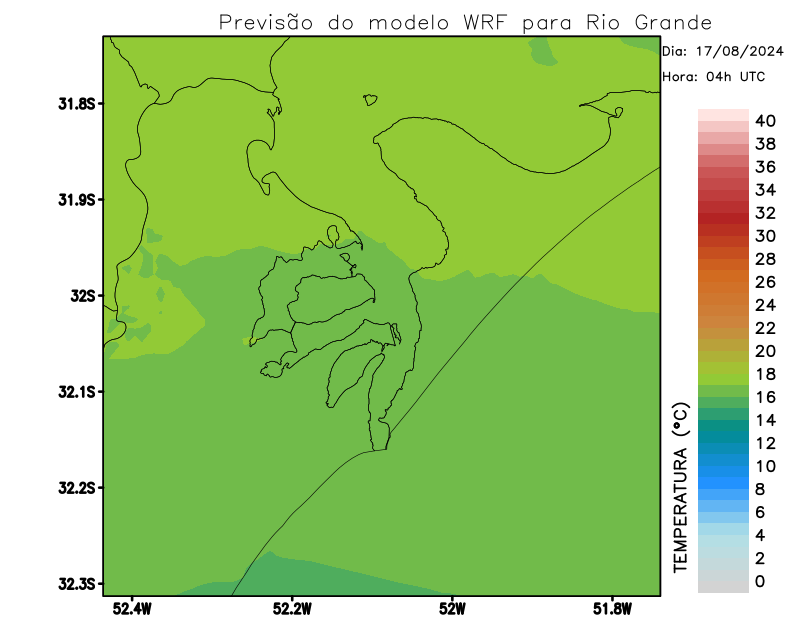 Previsão do modelo WRF para Rio Grande
Dia: 17/08/2024
Hora: 04h UTC
31.8S
31.9S
32S
32.1S
32.2S
32.3S
52.4W
52.2W
52W
51.8W
TEMPERATURA (°C)
40
38
36
34
32
30
28
26
24
22
20
18
16
14
12
10
8
6
4
2
0